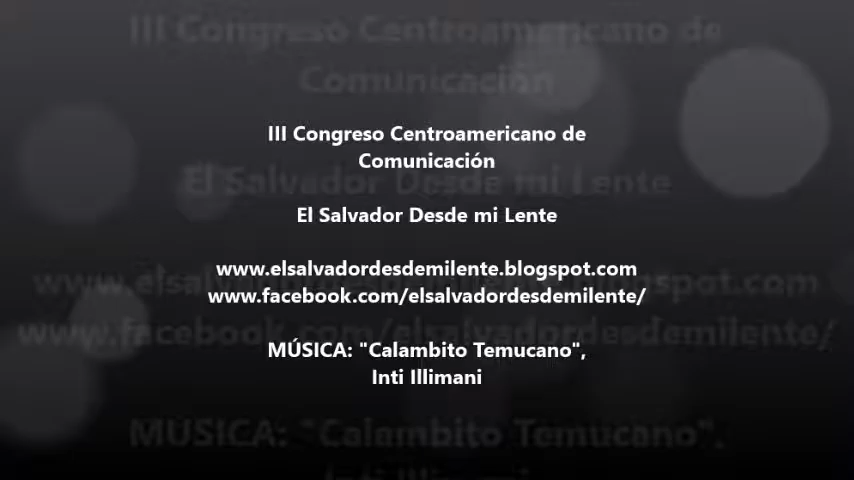 III Congreso Centroamericano de
Comunicación
El Salvador Desde mi Lente
www.elsalvadordesdemilente.blogspot.com
www.facebook.com/elsalvadordesdemilente/
MÚSICA: "Calambito Temucano",
Inti Illimani